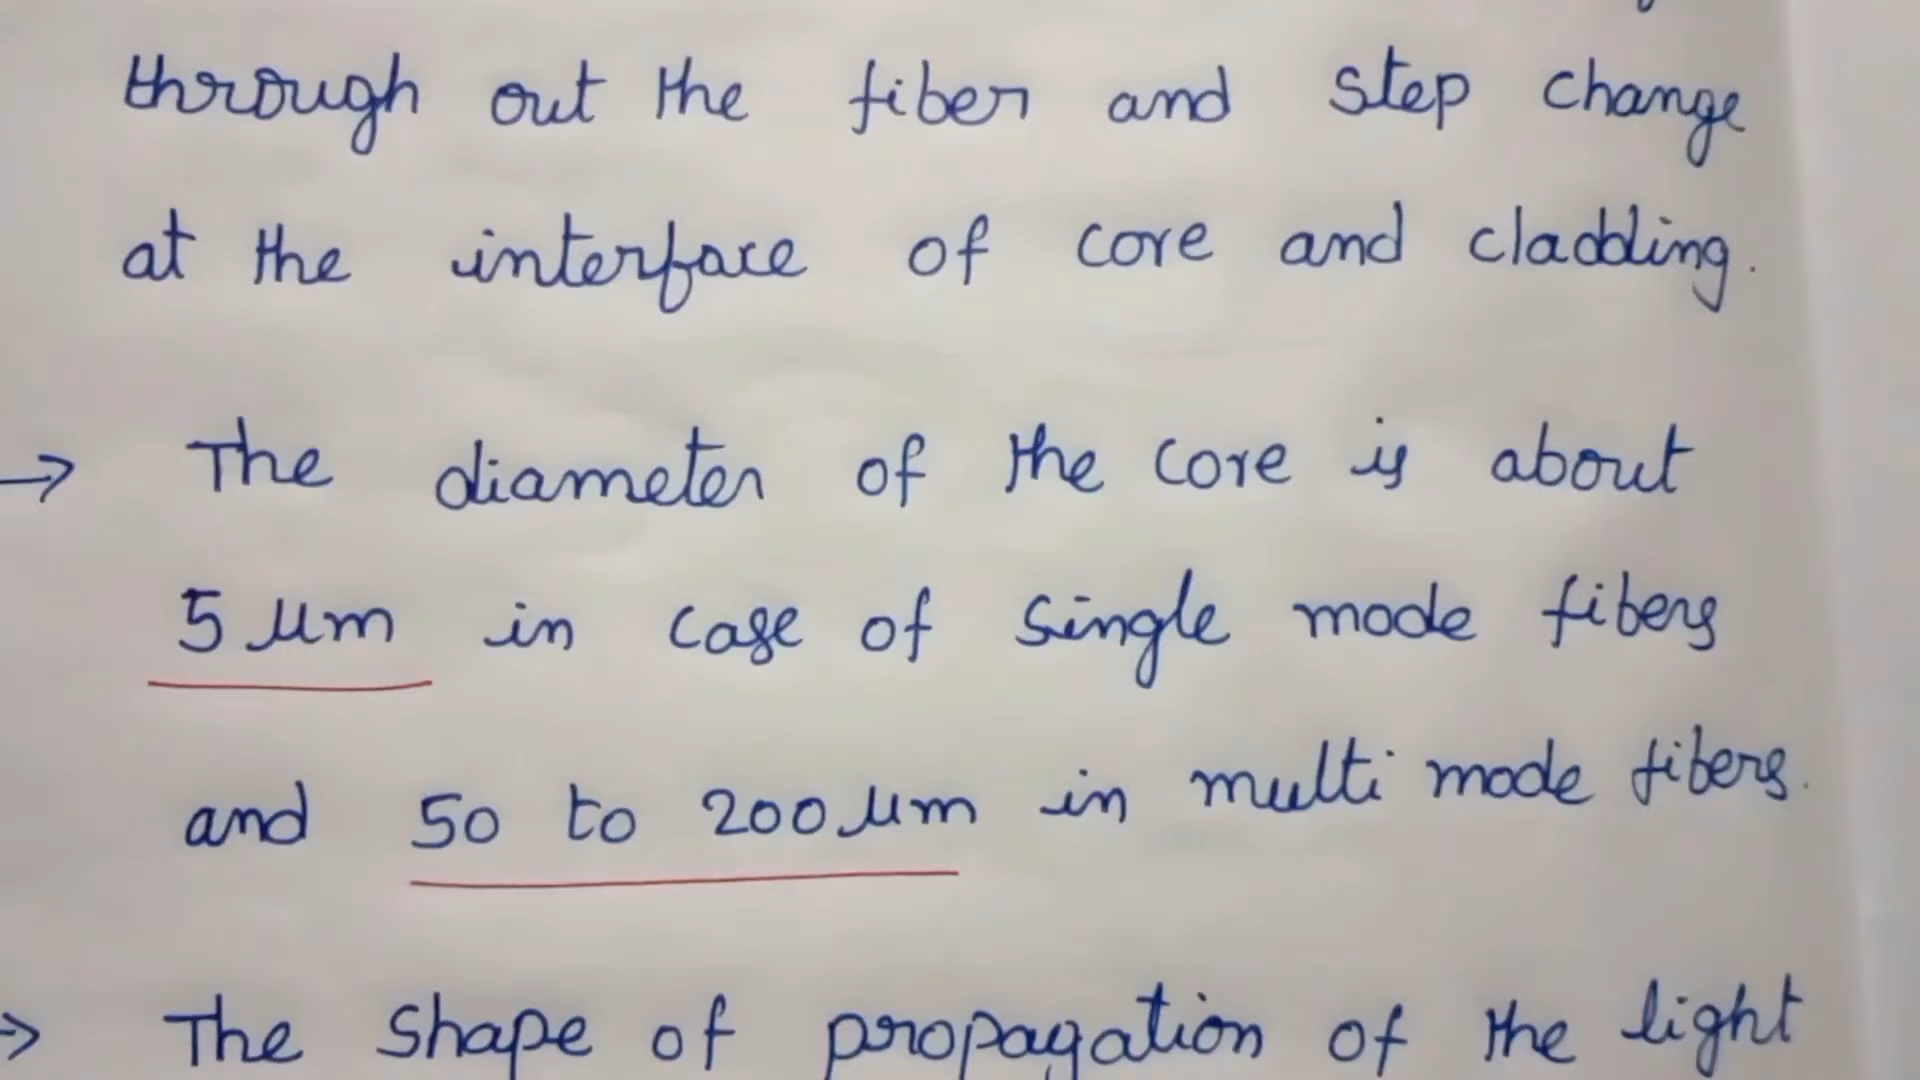 through out the fiber and step change
at the interface of core and cladding.
→ The diameter of the core is about
5 μm in case of single mode fibers
and 50 to 200 μm in multi mode fibers.
→ The shape of propagation of the light